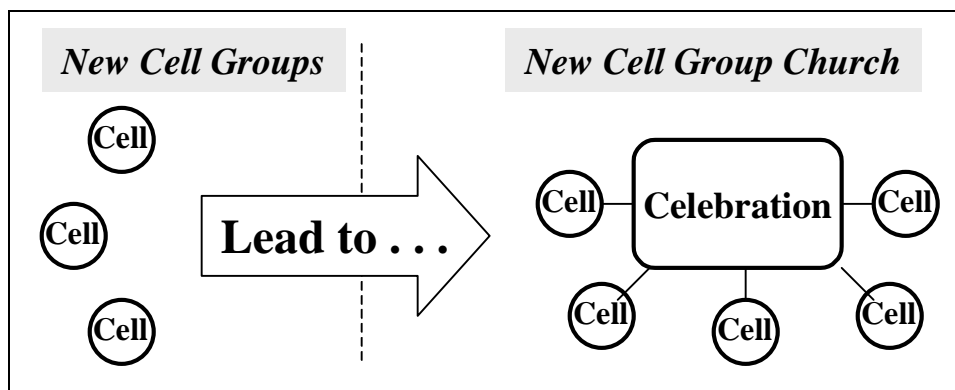 New Cell Groups
Cell
Cell
Cell
Lead to . . .
New Cell Group Church
Celebration
Cell
Cell
Cell
Cell
Cell